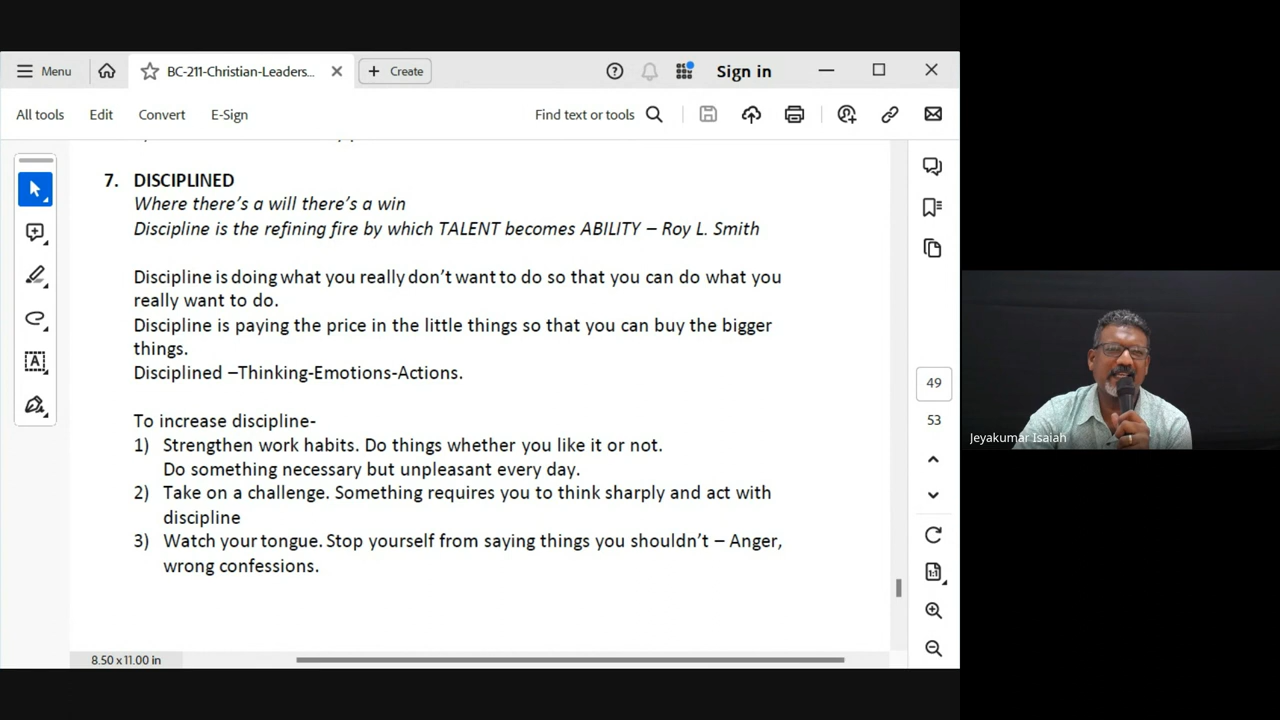 Menu
BC-211-Christian-Leaders...
Create
Sign in
All tools
Edit
Convert
E-Sign
Find text or tools
7. DISCIPLINED
Where there's a will there's a win
Discipline is the refining fire by which TALENT becomes ABILITY – Roy L. Smith
Discipline is doing what you really don't want to do so that you can do what you
really want to do.
Discipline is paying the price in the little things so that you can buy the bigger
things.
Disciplined –Thinking-Emotions-Actions.
To increase discipline-
1) Strengthen work habits. Do things whether you like it or not.
Do something necessary but unpleasant every day.
2) Take on a challenge. Something requires you to think sharply and act with
discipline
3) Watch your tongue. Stop yourself from saying things you shouldn't – Anger,
wrong confessions.
49
53
1:1
8.50 x 11.00 in
Jeyakumar Isaiah